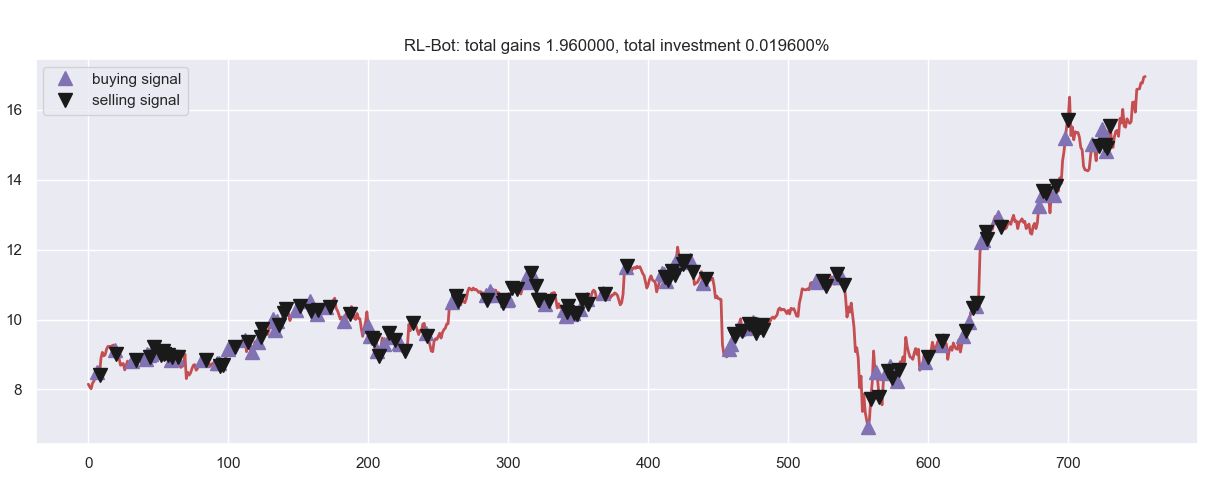 RL-Bot: total gains 1.960000, total investment 0.019600%
buying signal
selling signal
16
14
12
10
8
0 100 200 300 400 500 600 700